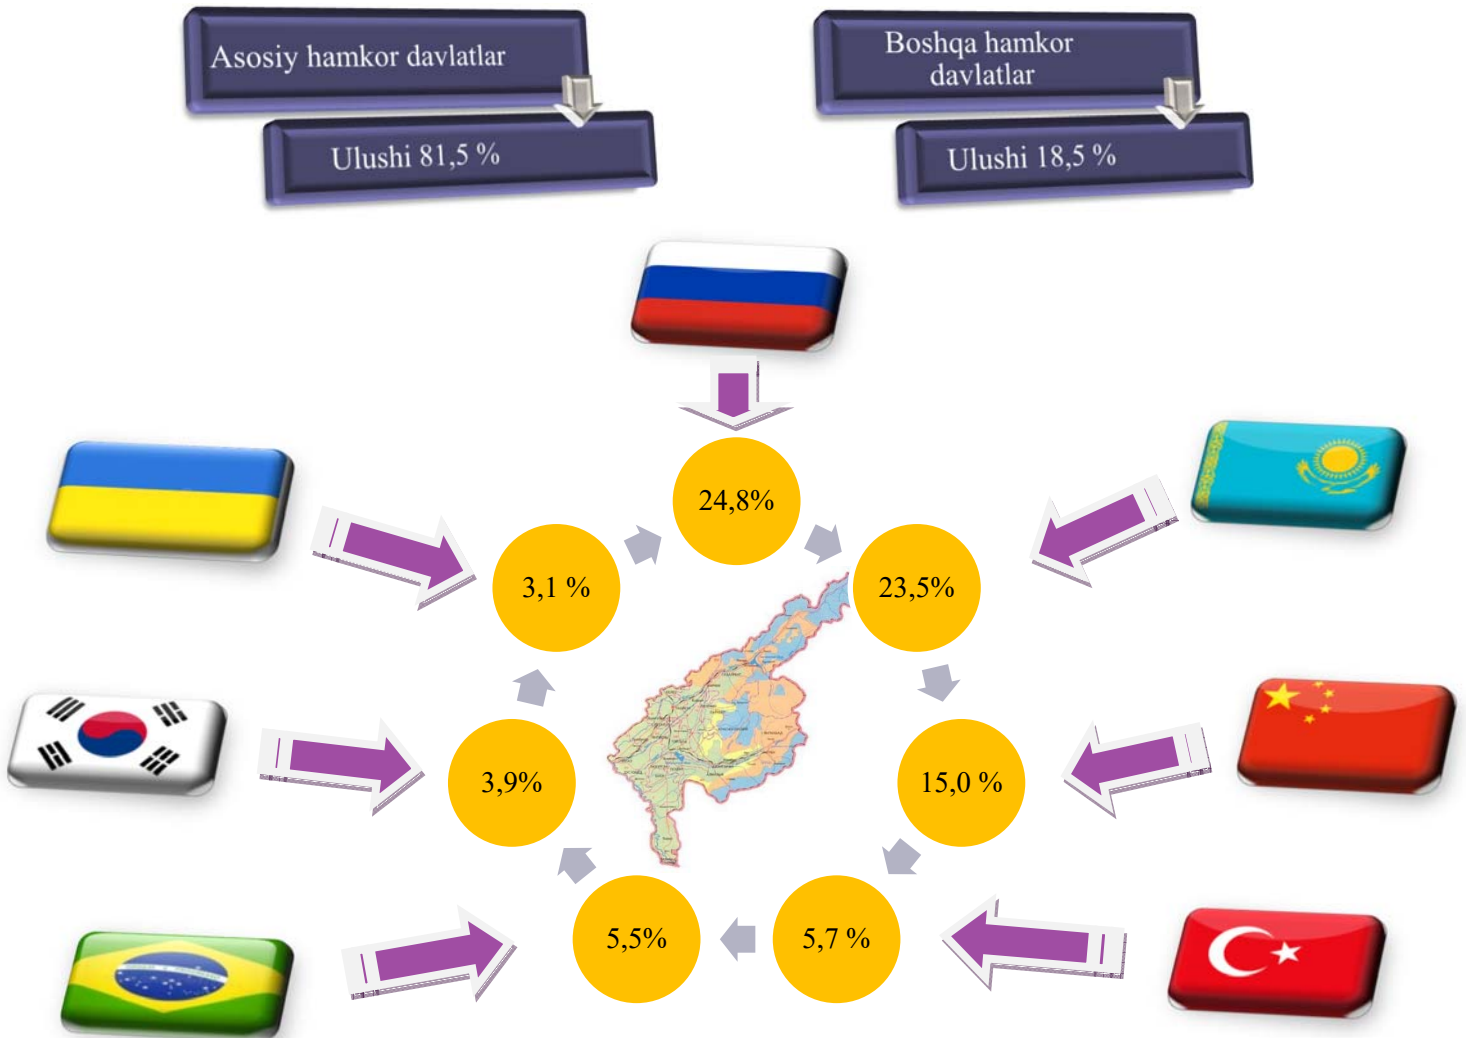 Asosiy hamkor davlatlar
Ulushi 81,5 %
Boshqa hamkor
davlatlar
Ulushi 18,5 %
24,8%
3,1 %
23,5%
3,9%
15,0 %
5,5%
5,7 %